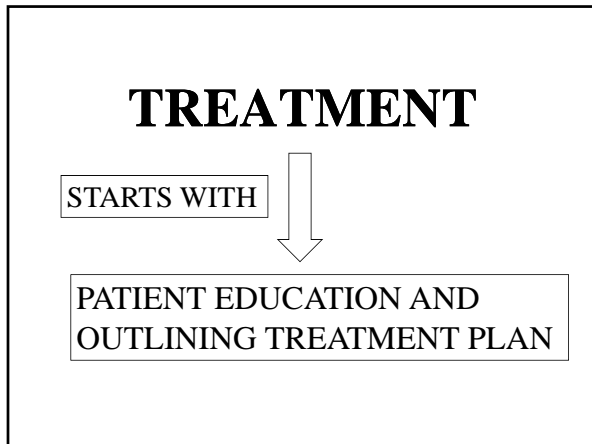 TREATMENT
STARTS WITH
PATIENT EDUCATION AND
OUTLINING TREATMENT PLAN